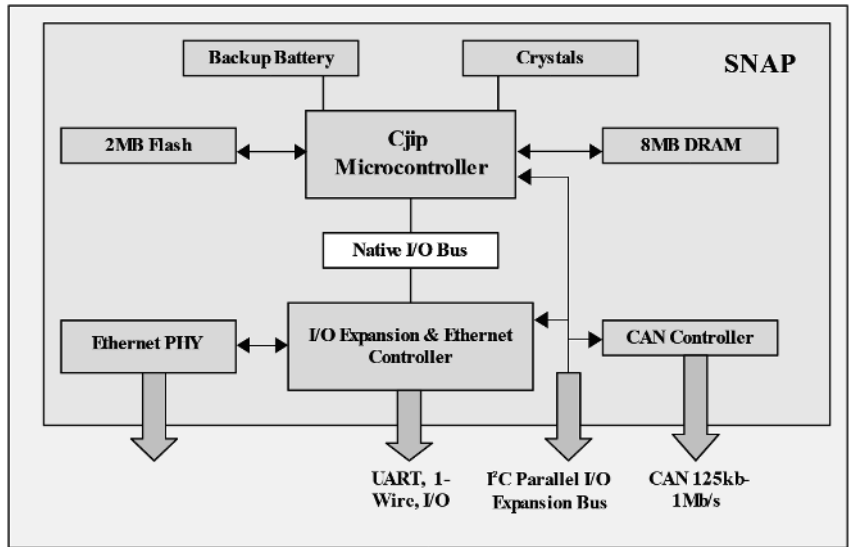 Backup Battery
Crystals
SNAP
2MB Flash
Cjip
Microcontroller
8MB DRAM
Native I/O Bus
Ethernet PHY
I/O Expansion & Ethernet
Controller
CAN Controller
UART, 1-
Wire, I/O
I²C Parallel I/O
Expansion Bus
CAN 125kb-
1Mb/s